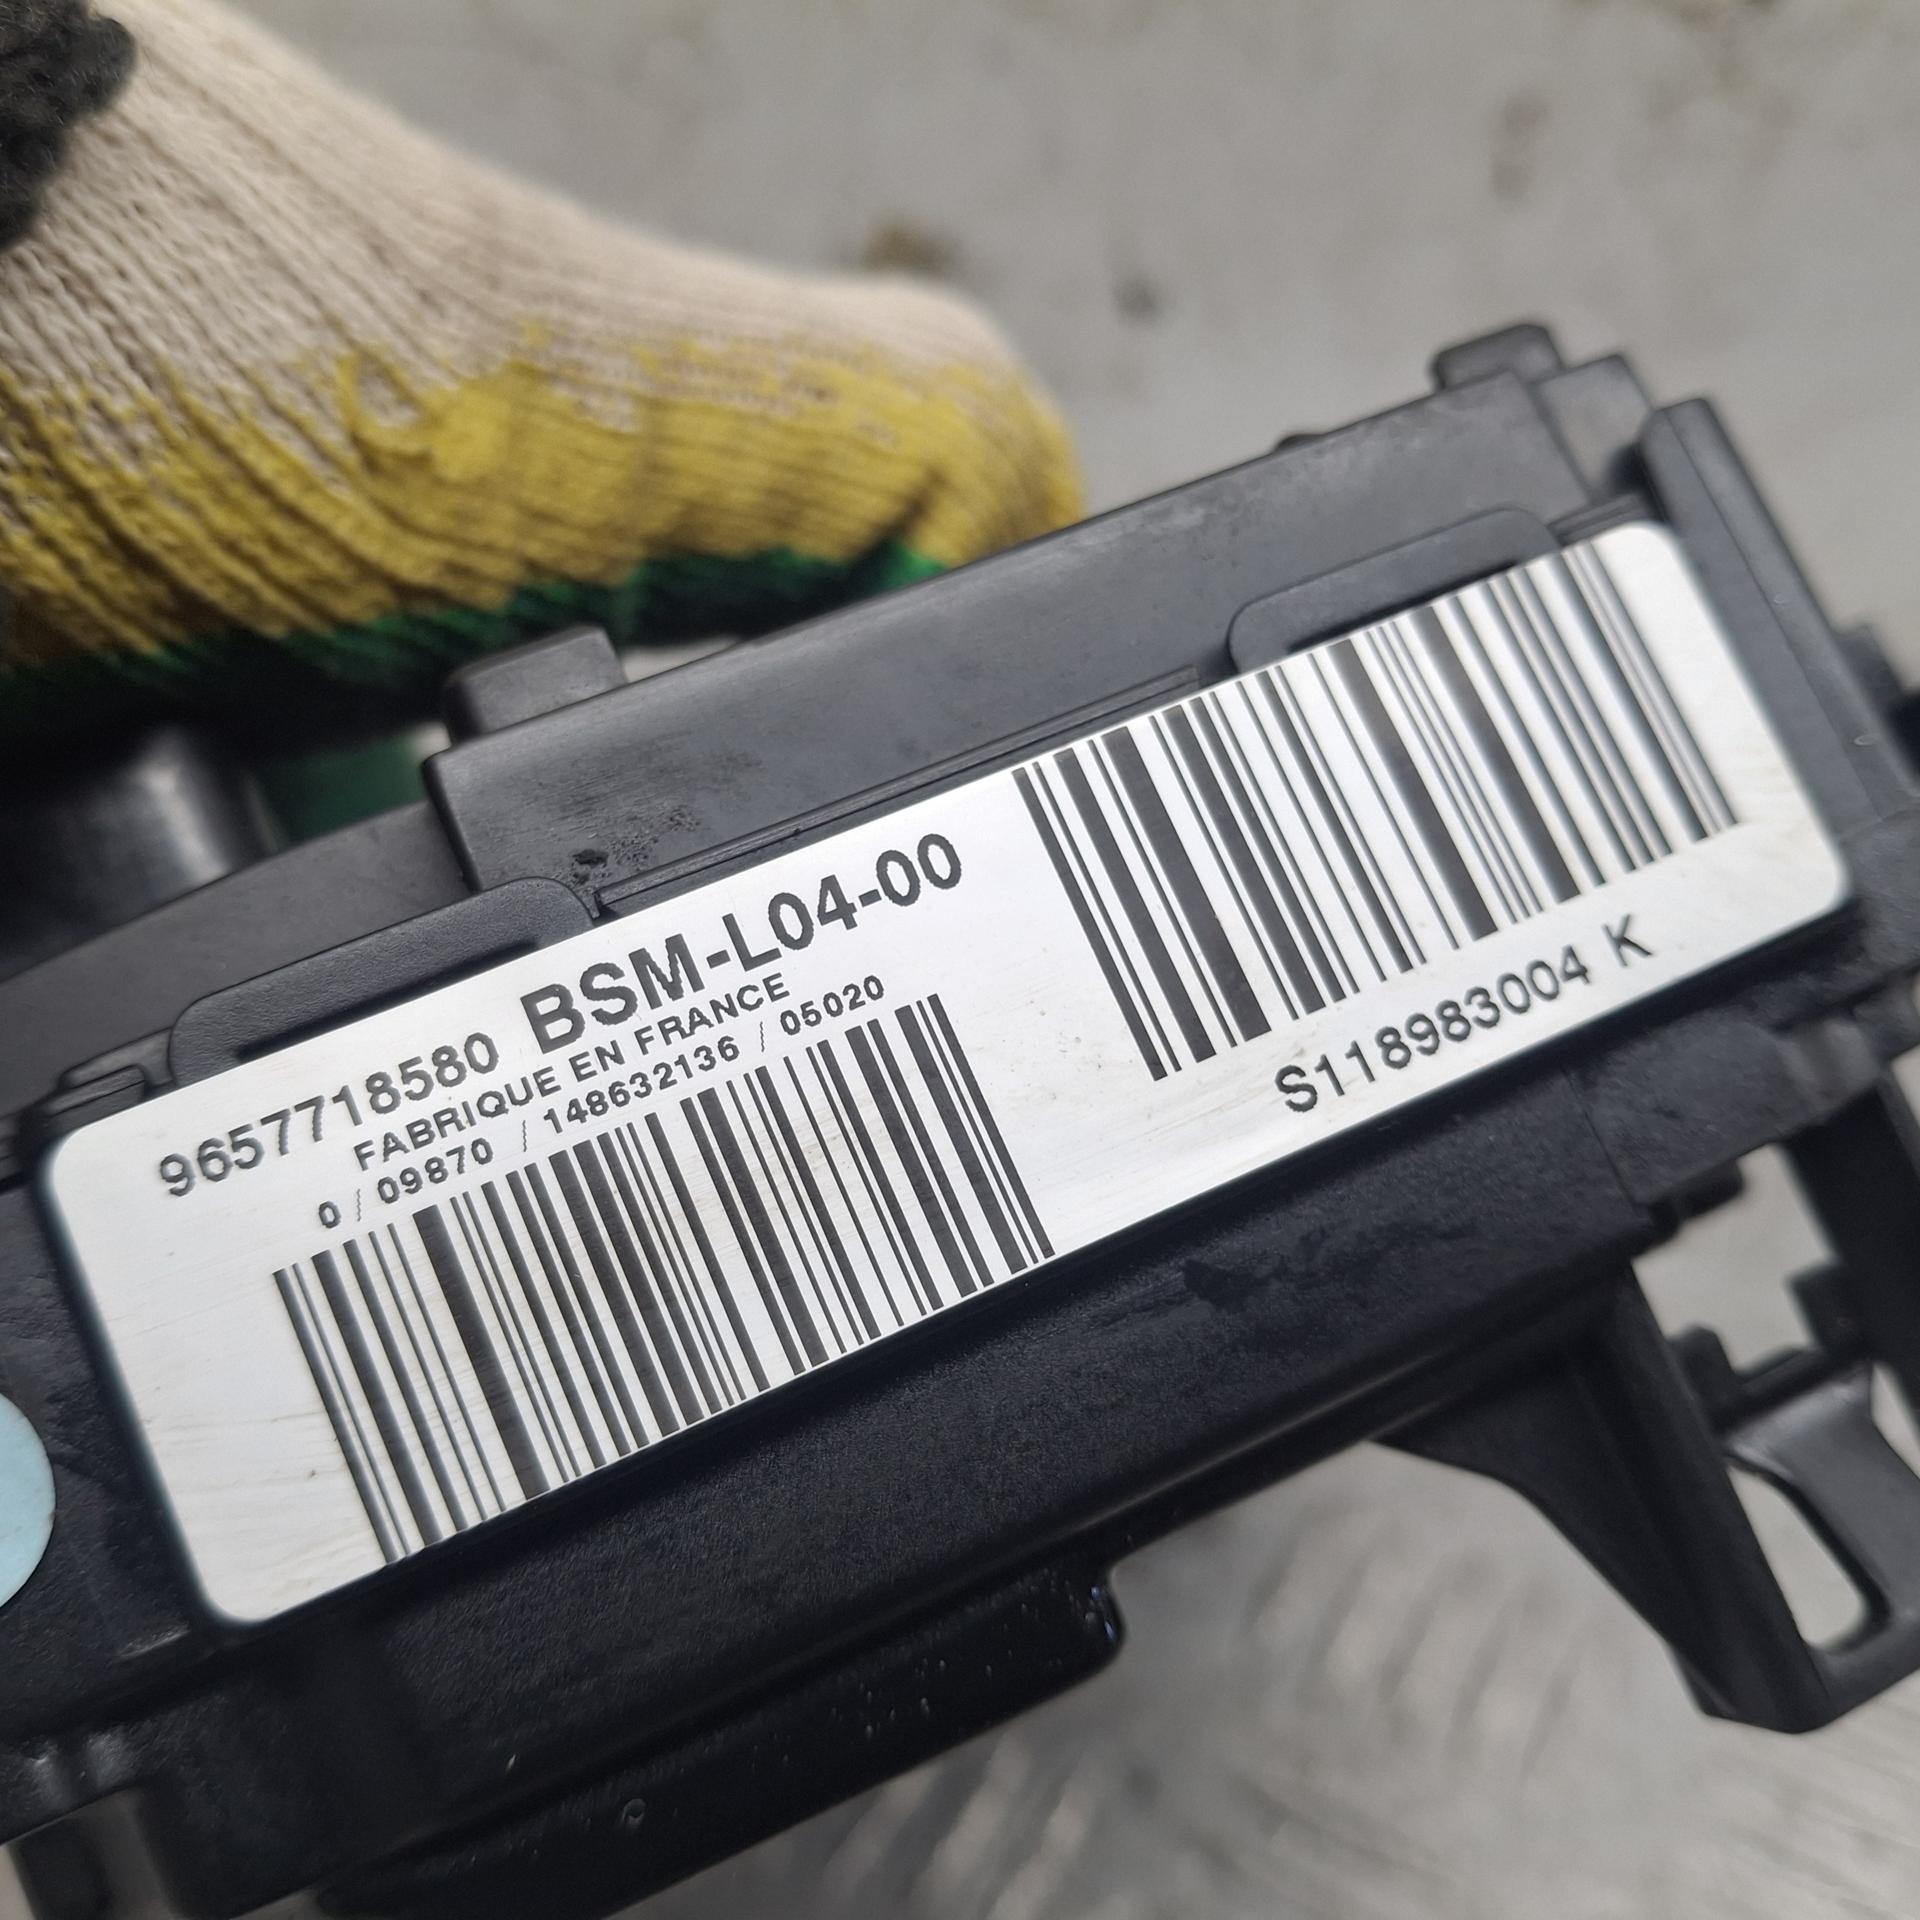 9657718580 BSM-L04-00
FABRIQUE EN FRANCE
0 / 09870 / 148632136 / 05020
S118983004 K